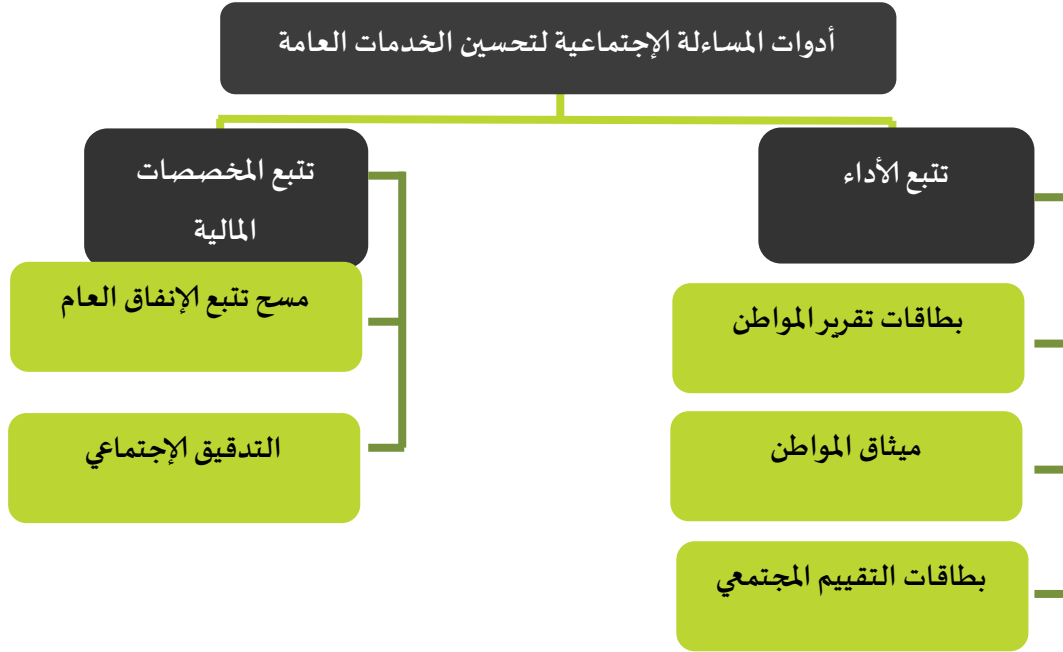 أدوات المساءلة الإجتماعية لتحسين الخدمات العامة
تتبع الأداء
بطاقات تقرير المواطن
ميثاق المواطن
بطاقات التقييم المجتمعي
تتبع المخصصات
المالية
مسح تتبع الإنفاق العام
التدقيق الإجتماعي